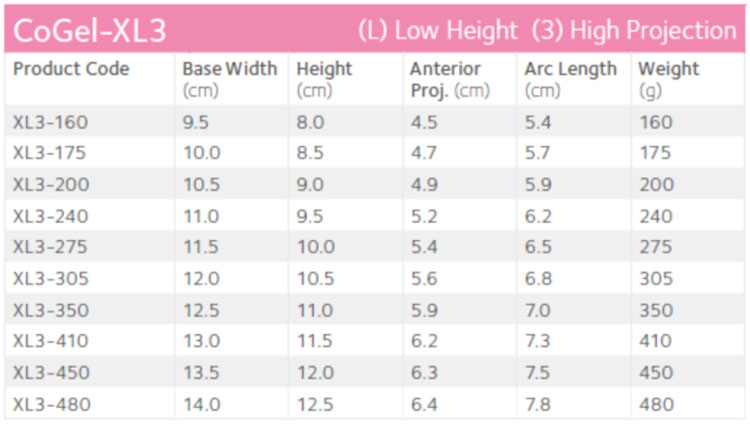 CoGel-XL3 (L) Low Height (3) High Projection
Product Code Base Width Height Anterior Arc Length Weight
(cm) (cm) Proj. (cm) (cm) (g)
XL3-160 9.5 8.0 4.5 5.4 160
XL3-175 10.0 8.5 4.7 5.7 175
XL3-200 10.5 9.0 4.9 5.9 200
XL3-240 11.0 9.5 5.2 6.2 240
XL3-275 11.5 10.0 5.4 6.5 275
XL3-305 12.0 10.5 5.6 6.8 305
XL3-350 12.5 11.0 5.9 7.0 350
XL3-410 13.0 11.5 6.2 7.3 410
XL3-450 13.5 12.0 6.3 7.5 450
XL3-480 14.0 12.5 6.4 7.8 480